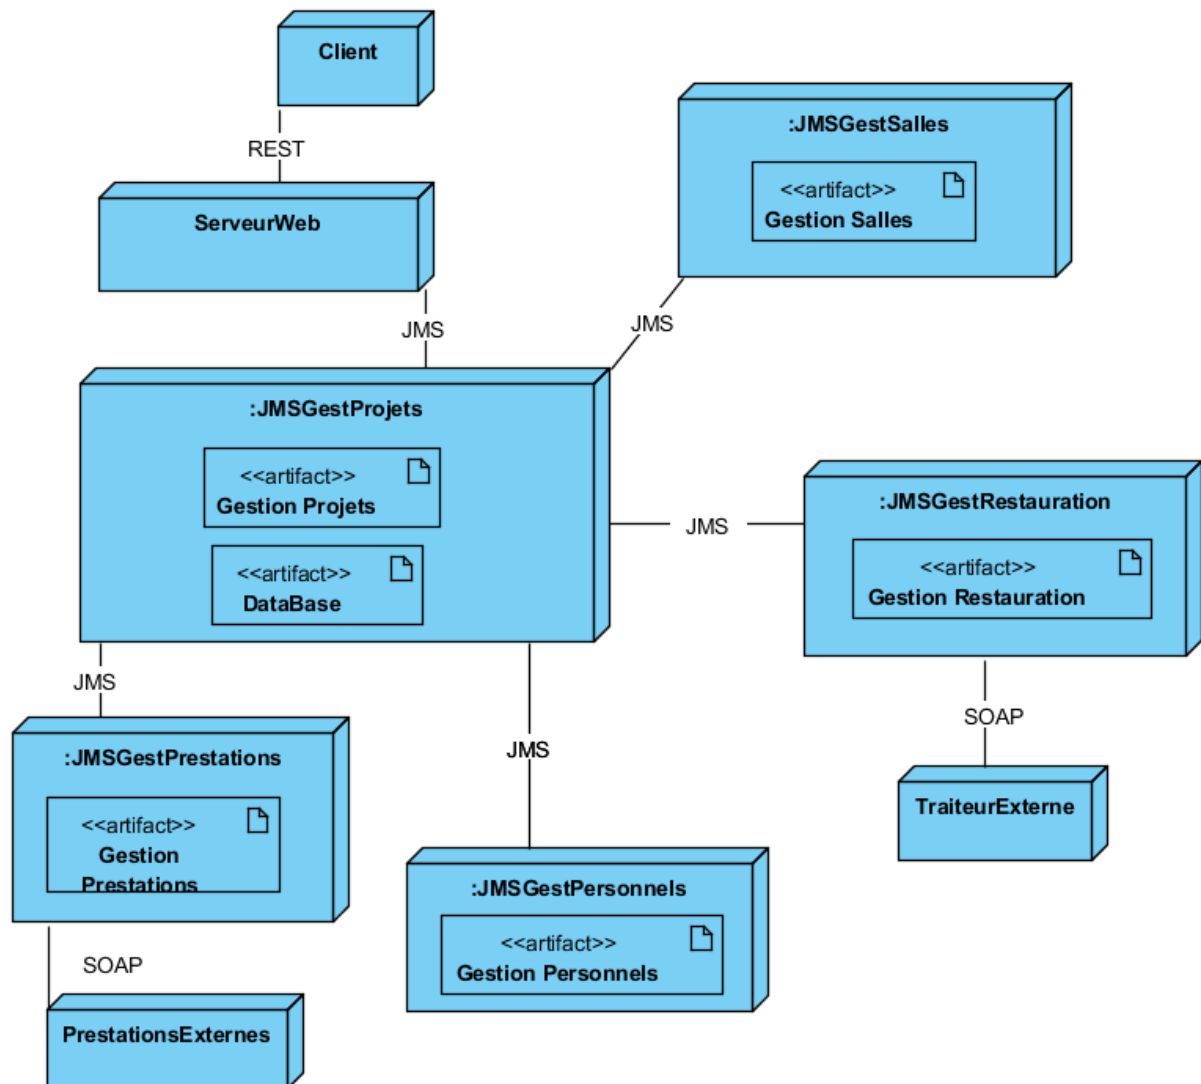 Client
REST
ServeurWeb
JMS
:JMSGestSalles
<<artifact>>
Gestion Salles
JMS
:JMSGestProjets
<<artifact>>
Gestion Projets
<<artifact>>
DataBase
JMS
:JMSGestRestauration
<<artifact>>
Gestion Restauration
SOAP
TraiteurExterne
JMS
:JMSGestPrestations
<<artifact>>
Gestion
Prestations
SOAP
PrestationsExternes
JMS
:JMSGestPersonnels
<<artifact>>
Gestion Personnels